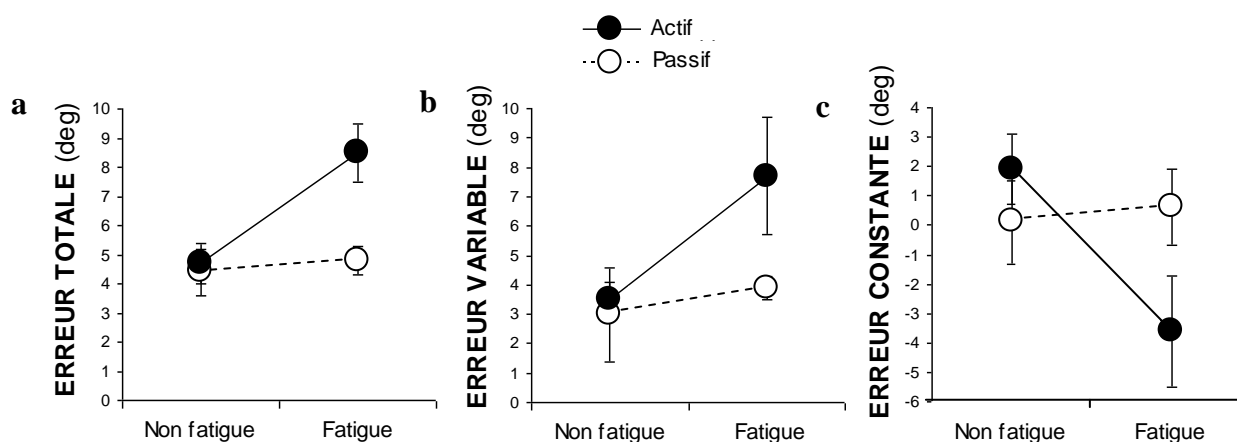 Actif
Passif
a
ERREUR TOTALE (deg)
10
9
8
7
6
5
4
3
2
1
0
Non fatigue
Fatigue
b
ERREUR VARIABLE (deg)
10
9
8
7
6
5
4
3
2
1
0
Non fatigue
Fatigue
c
ERREUR CONSTANTE (deg)
4
3
2
1
0
-1
-2
-3
-4
-5
-6
Non fatigue
Fatigue